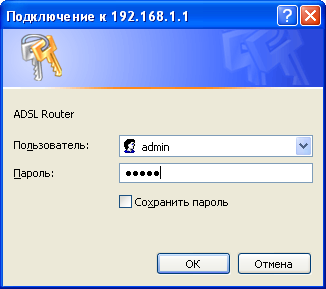 Подключение к 192.168.1.1
ADSL Router
Пользователь: admin
Пароль: •••••
Сохранить пароль
OK Отмена